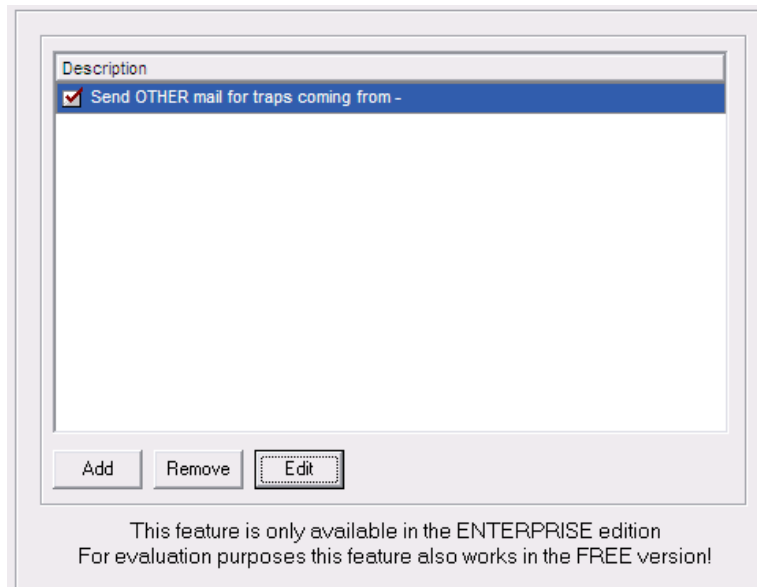 Description
Send OTHER mail for traps coming from -
Add Remove Edit
This feature is only available in the ENTERPRISE edition
For evaluation purposes this feature also works in the FREE version!